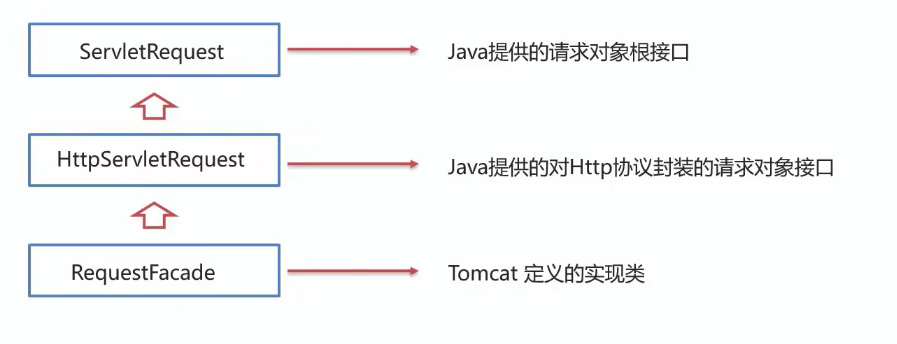 ServletRequest Java提供的请求对象根接口
HttpServletRequest Java提供的对Http协议封装的请求对象接口
RequestFacade Tomcat 定义的实现类